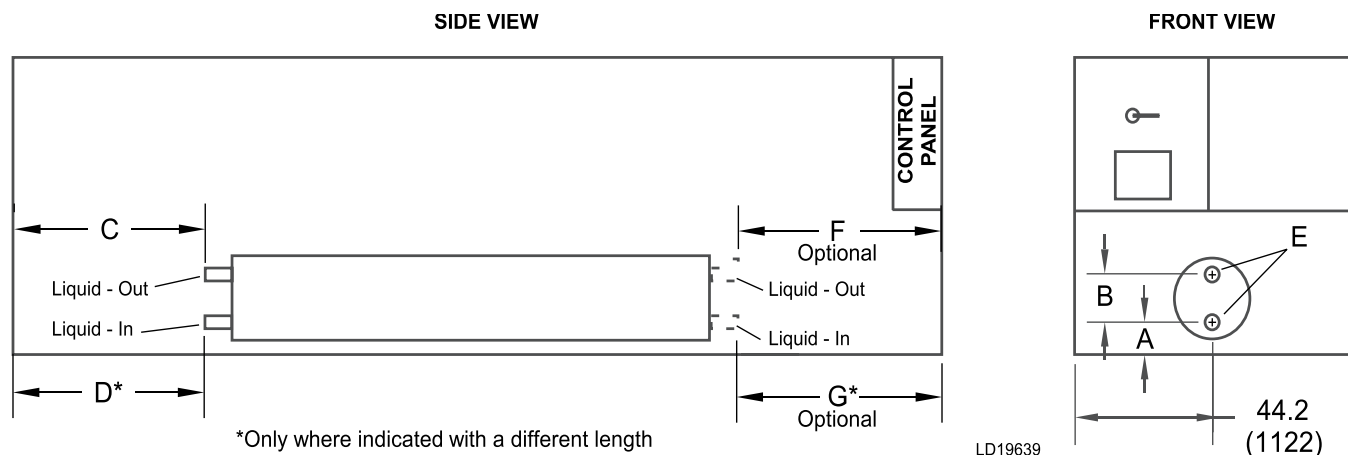 SIDE VIEW
FRONT VIEW
CONTROL
PANEL
C
F
Optional
Liquid - Out
Liquid - In
Liquid - Out
Liquid - In
E
B
A
D*
G*
Optional
44.2
(1122)
*Only where indicated with a different length
LD19639